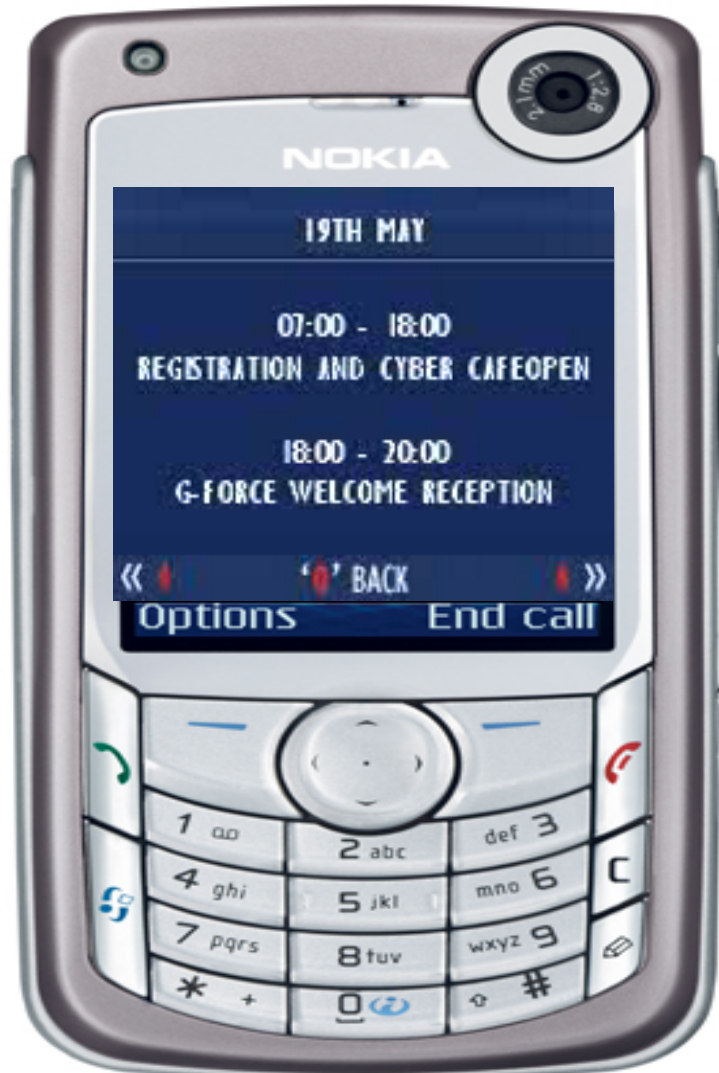 2.1mm 1:2.8
NOKIA
19TH MAY
07:00 - 18:00
REGISTRATION AND CYBER CAFEOPEN
18:00 - 20:00
G-FORCE WELCOME RECEPTION
« ‘0’ BACK »
Options End call
1
2 abc
def 3
4 ghi
5 jkl
mno 6
C
7 pqrs
8 tuv
wxyz 9
* +
0
#